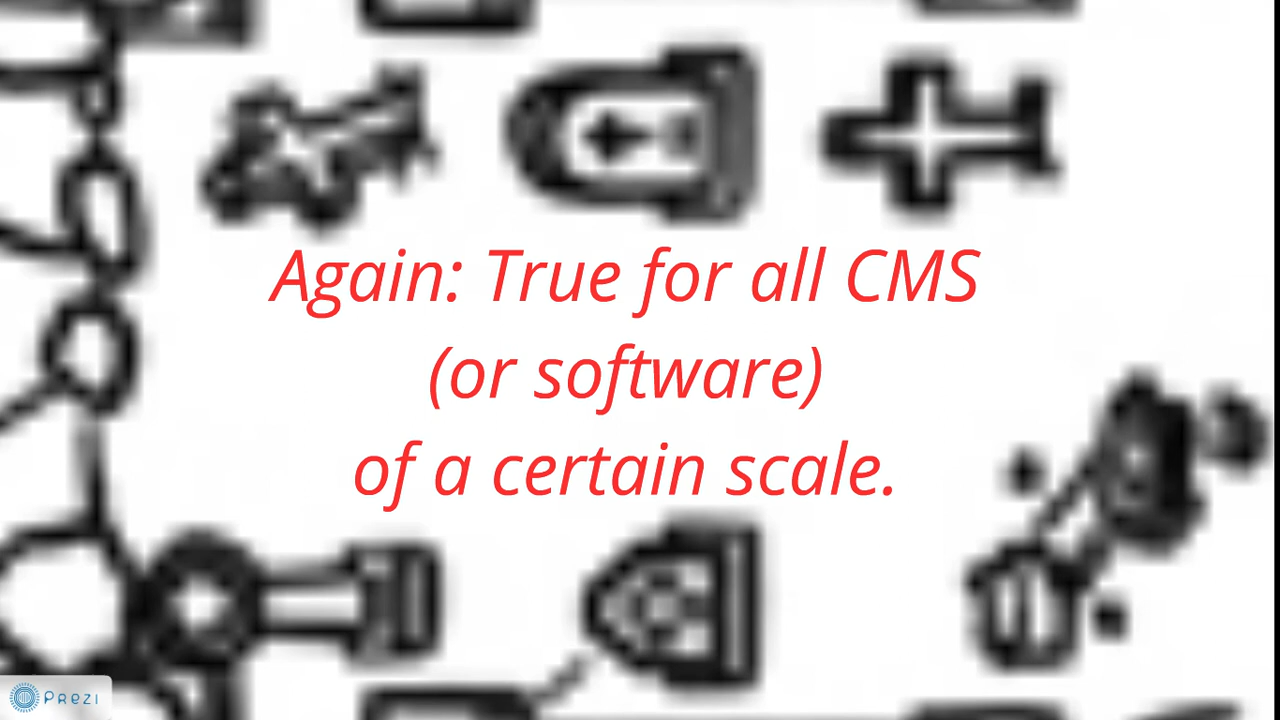 Again: True for all CMS
(or software)
of a certain scale.
Prezi